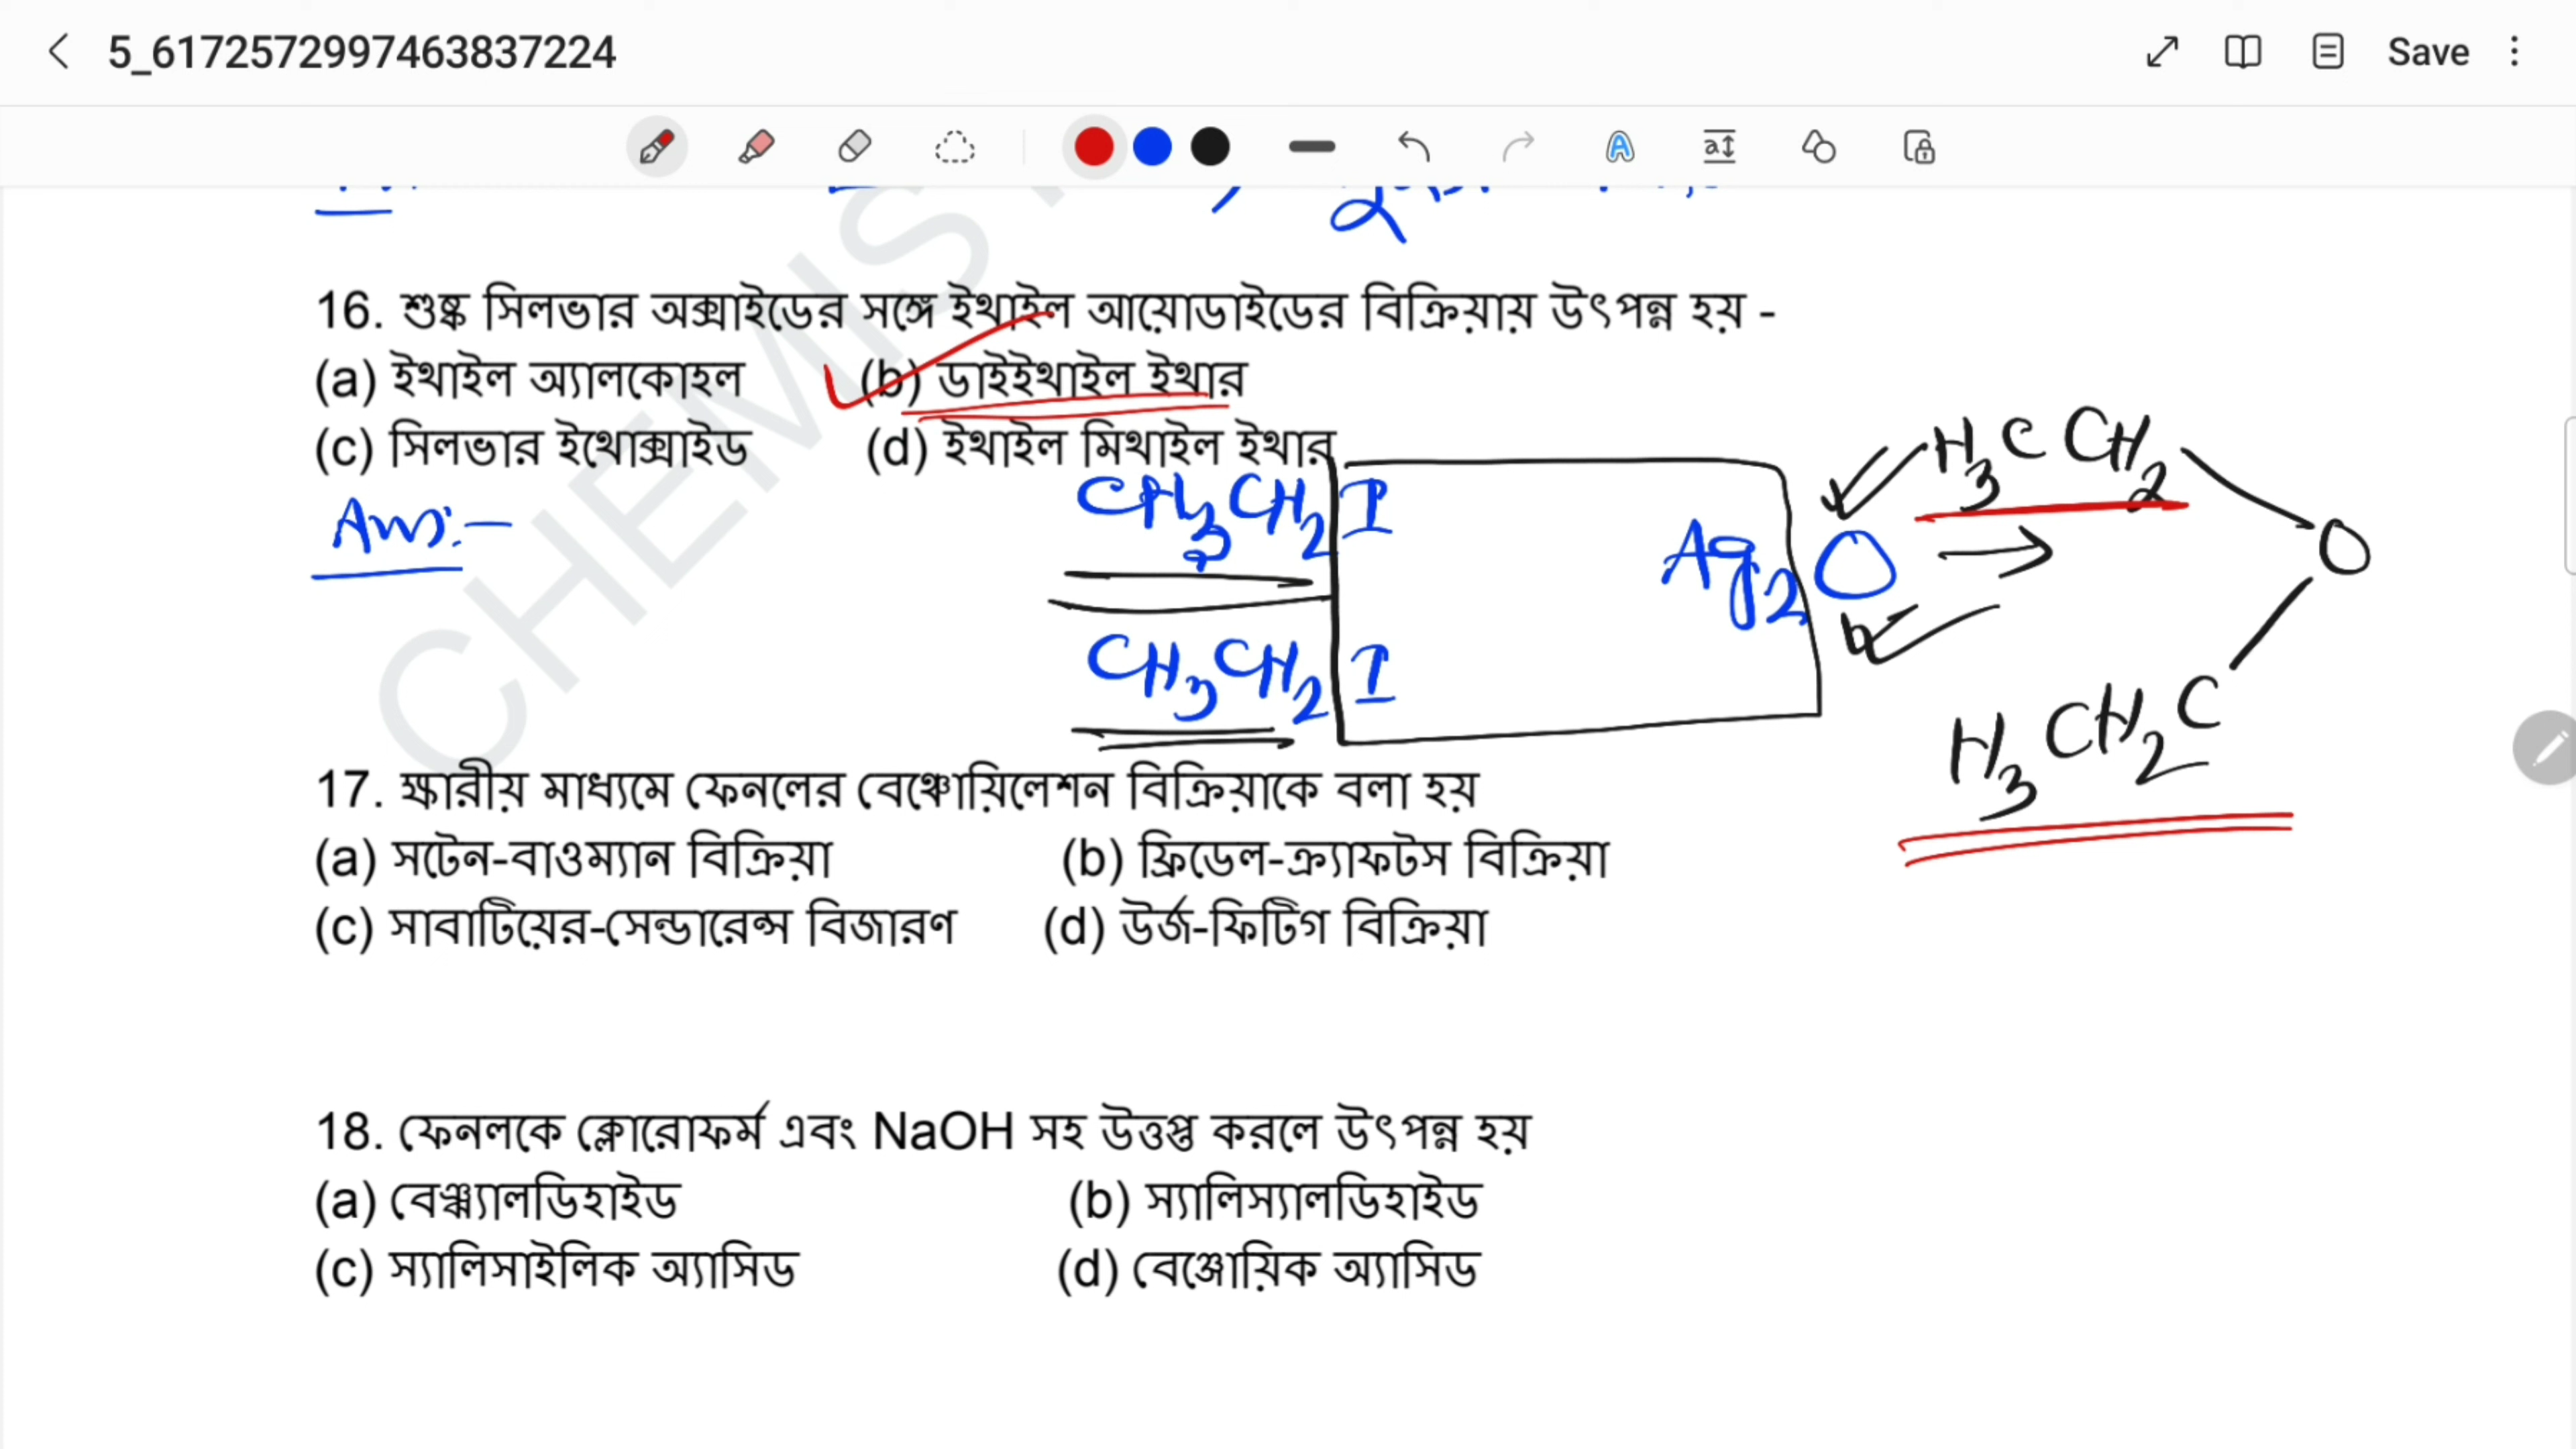 5_6172572997463837224
Save
16. শুষ্ক সিলভার অক্সাইডের সঙ্গে ইথাইল আয়োডাইডের বিক্রিয়ায় উৎপন্ন হয় -
(a) ইথাইল অ্যালকোহল (b) ডাইইথাইল ইথার
(c) সিলভার ইথোক্সাইড (d) ইথাইল মিথাইল ইথার
Ans:-
CH3CH2 I
Ag2O
H3C CH2
O
CH3CH2 I
H3CH2C
17. ক্ষারীয় মাধ্যমে ফেনলের বেঞ্চোয়িলেশন বিক্রিয়াকে বলা হয়
(a) সটেন-বাওম্যান বিক্রিয়া (b) ফ্রিডেল-ক্র্যাফটস বিক্রিয়া
(c) সাবাটিয়ের-সেন্ডারেন্স বিজারণ (d) উর্জ-ফিটিগ বিক্রিয়া
18. ফেনলকে ক্লোরোফর্ম এবং NaOH সহ উত্তপ্ত করলে উৎপন্ন হয়
(a) বেঞ্ঝ্যালডিহাইড (b) স্যালিস্যালডিহাইড
(c) স্যালিসাইলিক অ্যাসিড (d) বেঞ্জোয়িক অ্যাসিড
CHEMIS